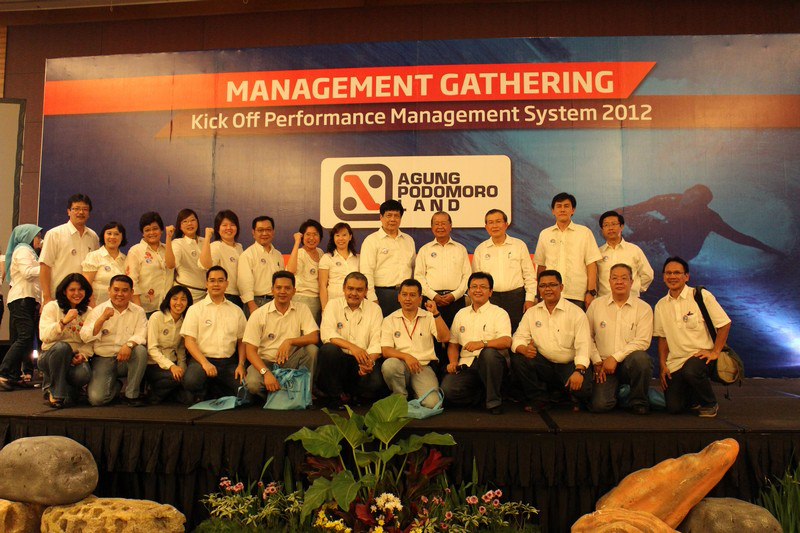 MANAGEMENT GATHERING
Kick Off Performance Management System 2012
AGUNG
PODOMORO
LAND